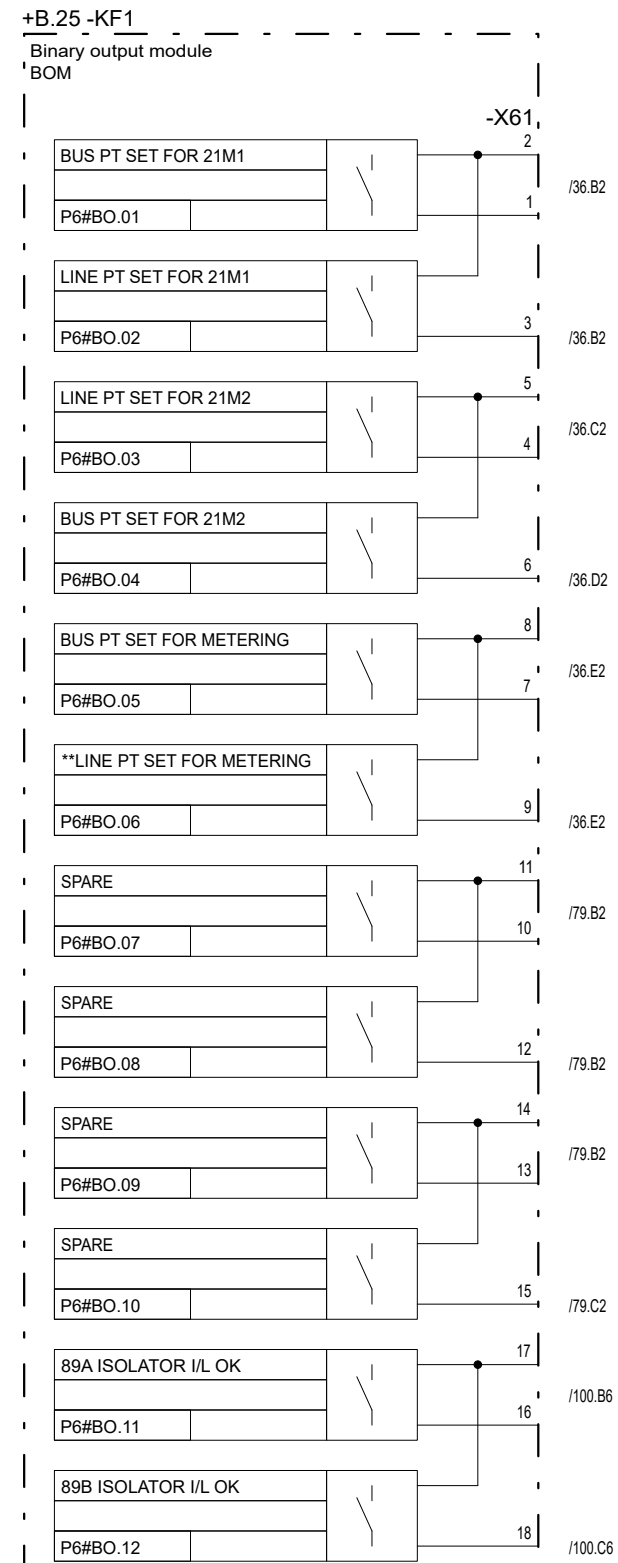 +B.25 -KF1
Binary output module
BOM
-X61
BUS PT SET FOR 21M1
2
/36.B2
P6#BO.01
1
LINE PT SET FOR 21M1
P6#BO.02
3
/36.B2
LINE PT SET FOR 21M2
5
/36.C2
P6#BO.03
4
BUS PT SET FOR 21M2
P6#BO.04
6
/36.D2
BUS PT SET FOR METERING
8
/36.E2
P6#BO.05
7
**LINE PT SET FOR METERING
P6#BO.06
9
/36.E2
SPARE
11
/79.B2
P6#BO.07
10
SPARE
P6#BO.08
12
/79.B2
SPARE
14
/79.B2
P6#BO.09
13
SPARE
P6#BO.10
15
/79.C2
89A ISOLATOR I/L OK
17
/100.B6
P6#BO.11
16
89B ISOLATOR I/L OK
P6#BO.12
18
/100.C6